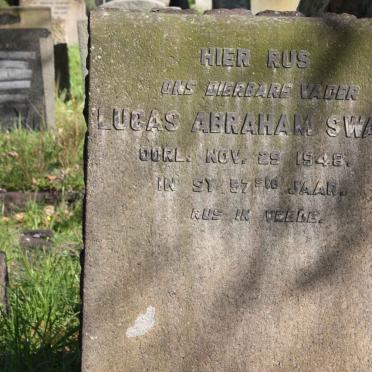 HIER RUS
ONS DIERBARE VADER
LUCAS ABRAHAM SWA
OORL. NOV. 29 1948.
IN SY 57STE JAAR.
RUS IN VREDE.